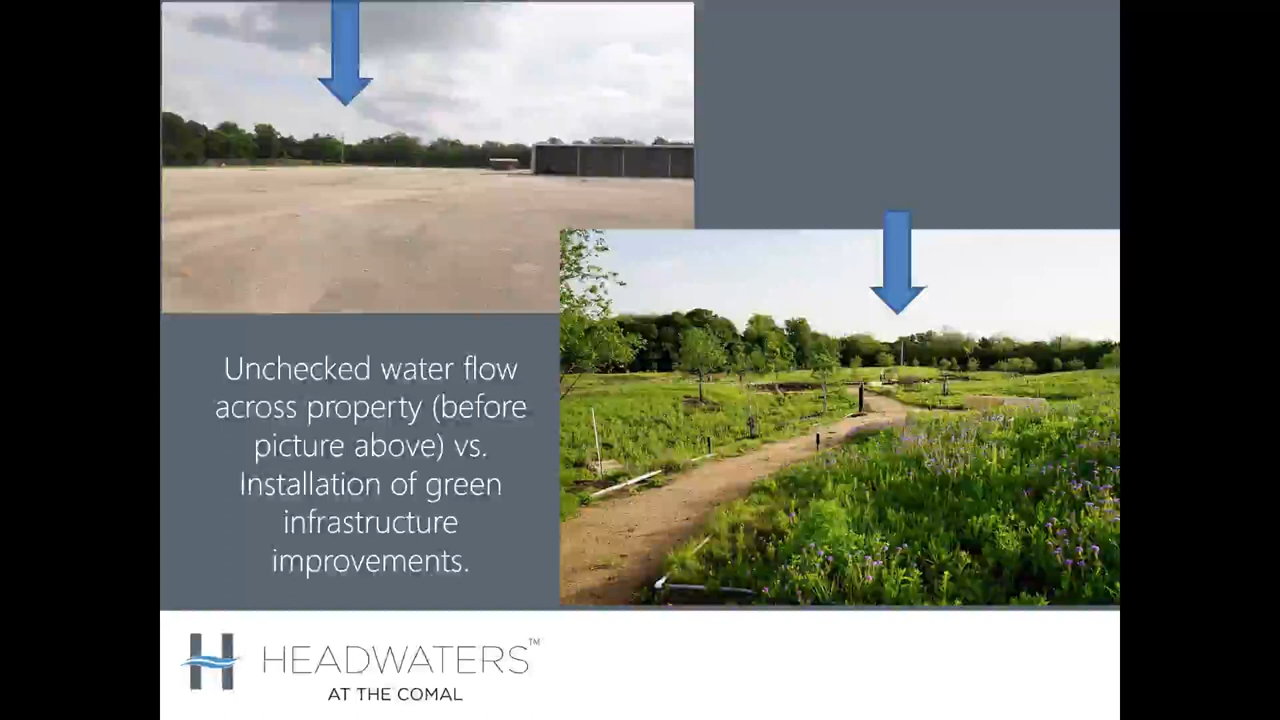 Unchecked water flow
across property (before
picture above) vs.
Installation of green
infrastructure
improvements.
HEADWATERS™
AT THE COMAL